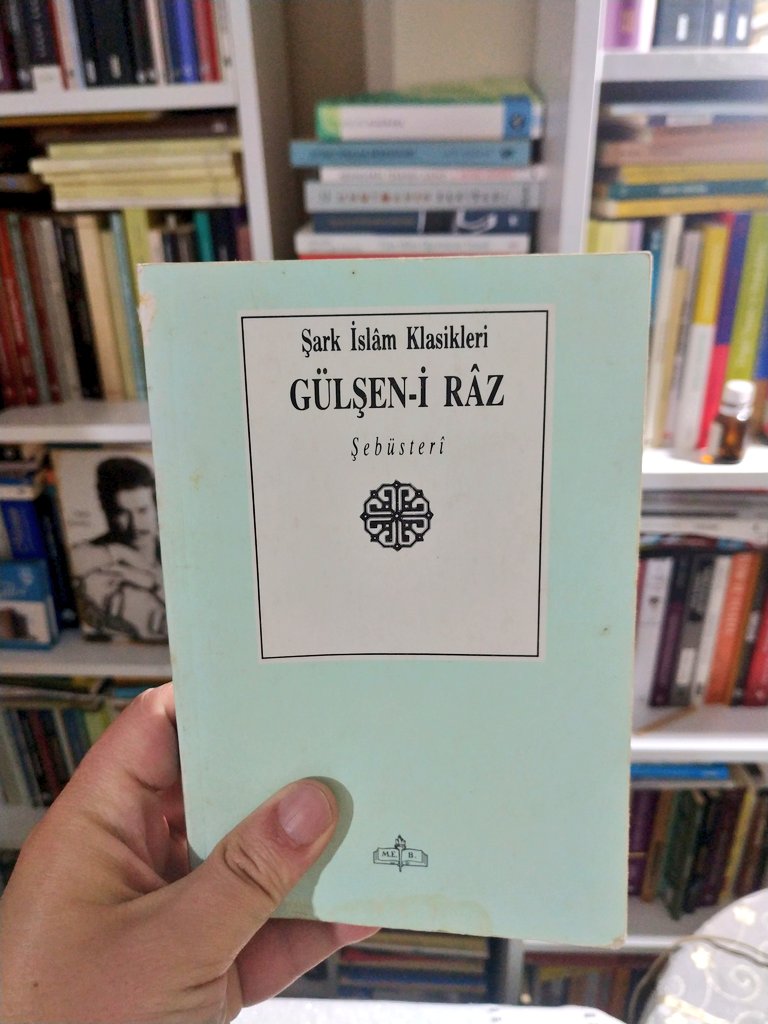 Şark İslâm Klasikleri
GÜLŞEN-İ RÂZ
Şebüsterî
M.E. B.